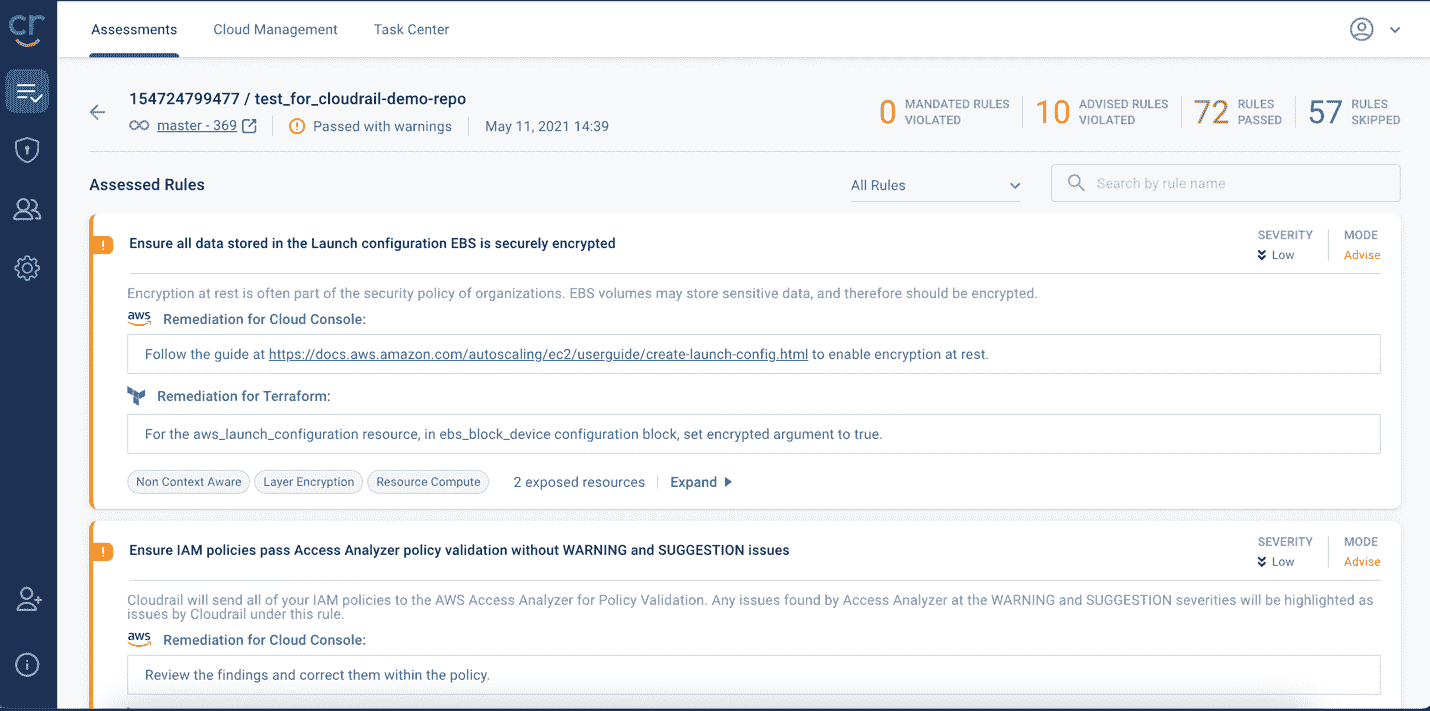 cr
Assessments Cloud Management Task Center
154724799477 / test_for_cloudrail-demo-repo
master - 369 Passed with warnings May 11, 2021 14:39
0 MANDATED RULES VIOLATED
10 ADVISED RULES VIOLATED
72 RULES PASSED
57 RULES SKIPPED
Assessed Rules
All Rules
Search by rule name
! Ensure all data stored in the Launch configuration EBS is securely encrypted
SEVERITY MODE
Low Advise
Encryption at rest is often part of the security policy of organizations. EBS volumes may store sensitive data, and therefore should be encrypted.
aws Remediation for Cloud Console:
Follow the guide at https://docs.aws.amazon.com/autoscaling/ec2/userguide/create-launch-config.html to enable encryption at rest.
Remediation for Terraform:
For the aws_launch_configuration resource, in ebs_block_device configuration block, set encrypted argument to true.
Non Context Aware Layer Encryption Resource Compute 2 exposed resources Expand
! Ensure IAM policies pass Access Analyzer policy validation without WARNING and SUGGESTION issues
SEVERITY MODE
Low Advise
Cloudrail will send all of your IAM policies to the AWS Access Analyzer for Policy Validation. Any issues found by Access Analyzer at the WARNING and SUGGESTION severities will be highlighted as
issues by Cloudrail under this rule.
aws Remediation for Cloud Console:
Review the findings and correct them within the policy.